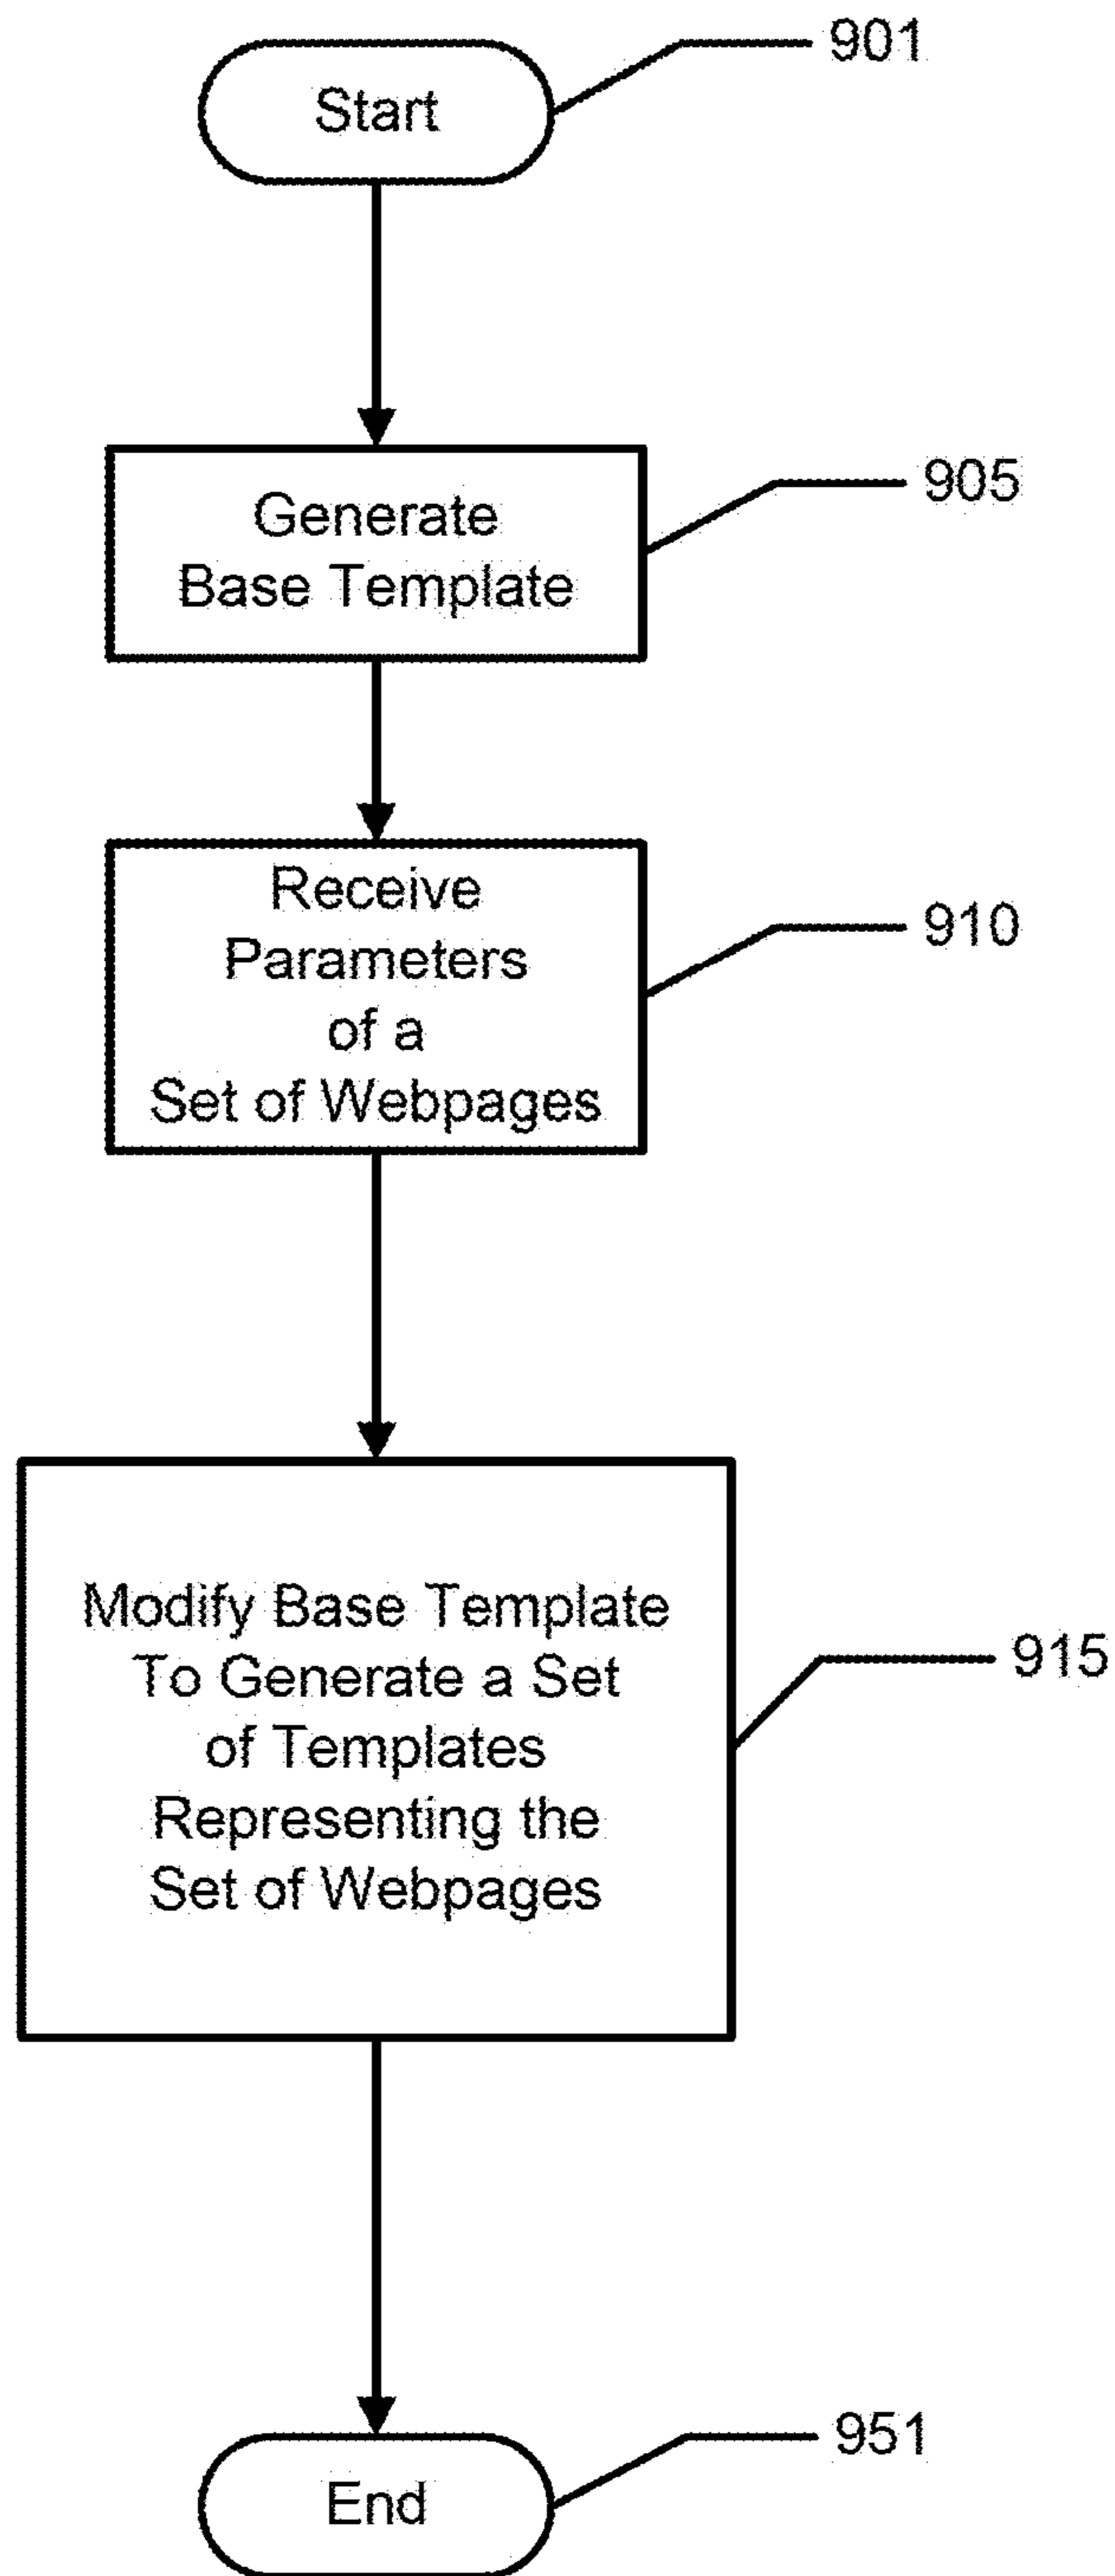 901
Start
905
Generate
Base Template
Receive
910
Parameters
of a
Set of Webpages
Modify Base Template
915
To Generate a Set
of Templates
Representing the
Set of Webpages
951
End